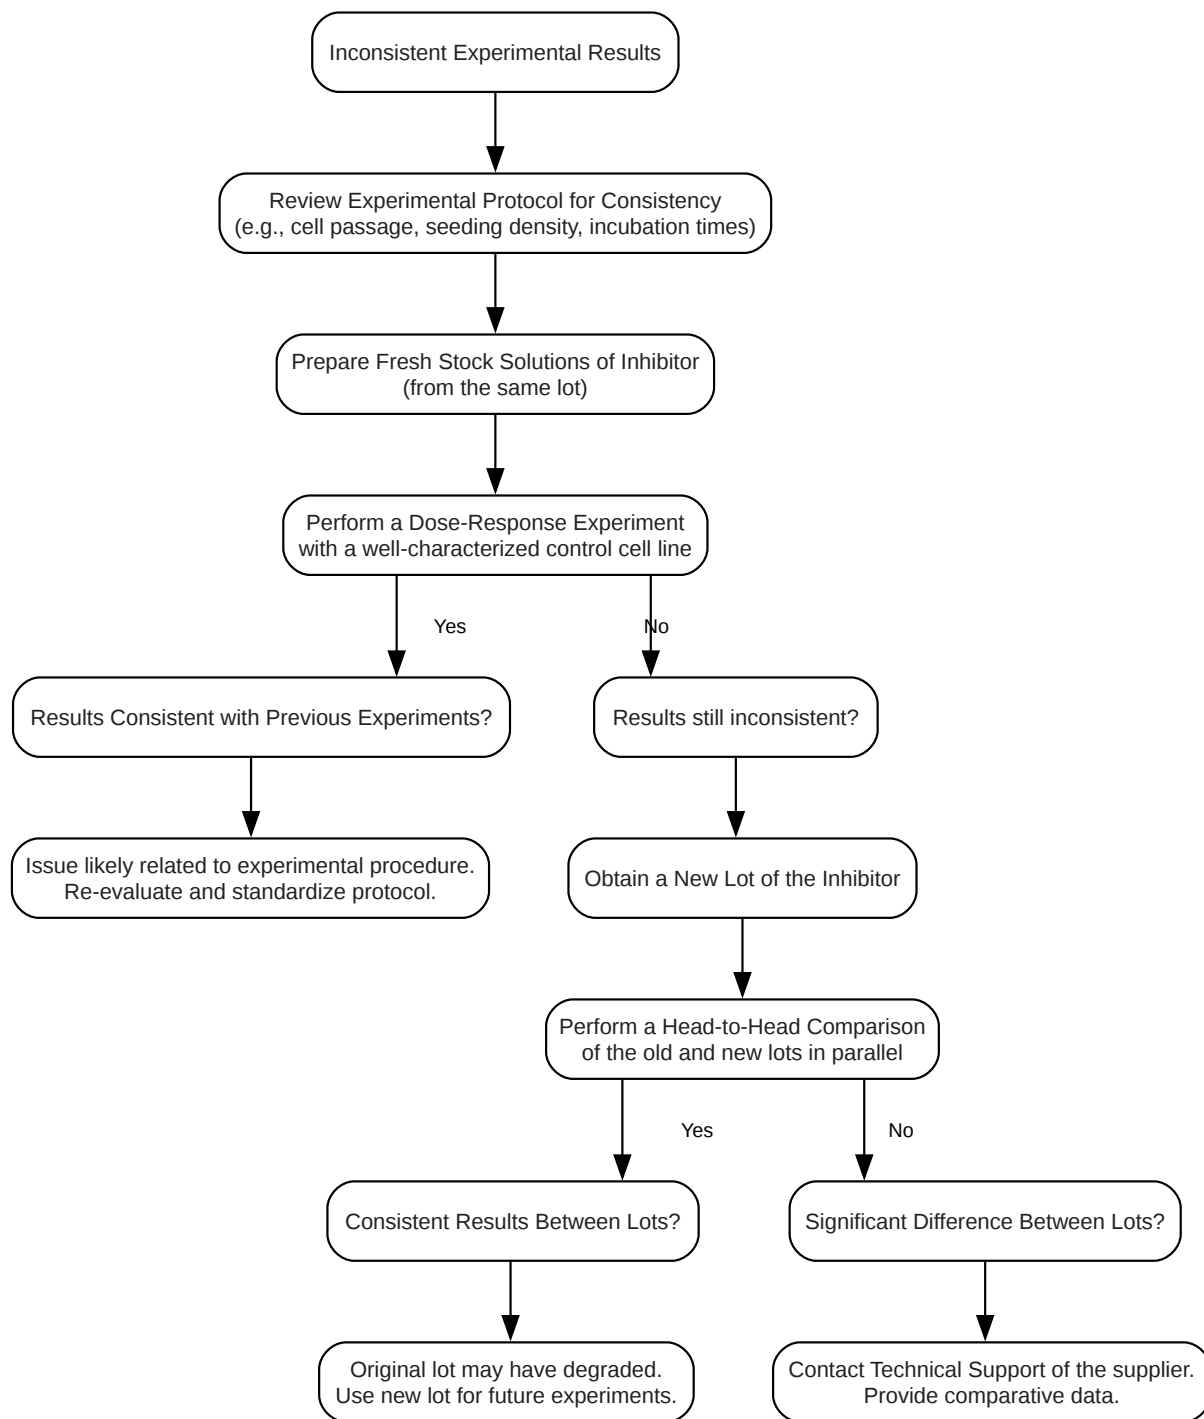 Inconsistent Experimental Results
Review Experimental Protocol for Consistency
(e.g., cell passage, seeding density, incubation times)
Prepare Fresh Stock Solutions of Inhibitor
(from the same lot)
Perform a Dose-Response Experiment
with a well-characterized control cell line
Yes
No
Results Consistent with Previous Experiments?
Results still inconsistent?
Issue likely related to experimental procedure.
Re-evaluate and standardize protocol.
Obtain a New Lot of the Inhibitor
Perform a Head-to-Head Comparison
of the old and new lots in parallel
Yes
No
Consistent Results Between Lots?
Significant Difference Between Lots?
Original lot may have degraded.
Use new lot for future experiments.
Contact Technical Support of the supplier.
Provide comparative data.